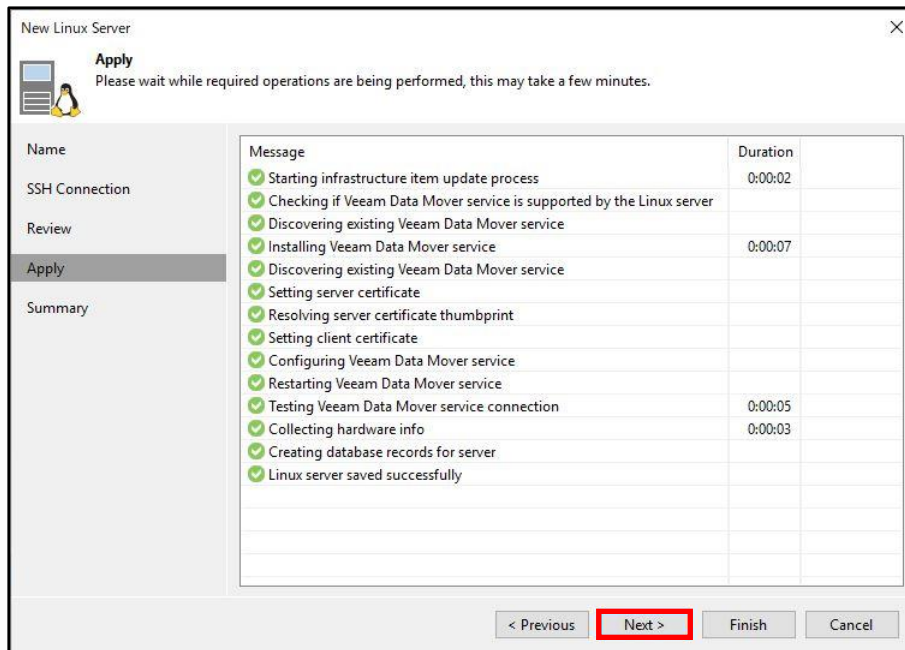 New Linux Server
Apply
Please wait while required operations are being performed, this may take a few minutes.
Name
SSH Connection
Review
Apply
Summary
Message Duration
Starting infrastructure item update process 0:00:02
Checking if Veeam Data Mover service is supported by the Linux server
Discovering existing Veeam Data Mover service
Installing Veeam Data Mover service 0:00:07
Discovering existing Veeam Data Mover service
Setting server certificate
Resolving server certificate thumbprint
Setting client certificate
Configuring Veeam Data Mover service
Restarting Veeam Data Mover service
Testing Veeam Data Mover service connection 0:00:05
Collecting hardware info 0:00:03
Creating database records for server
Linux server saved successfully
< Previous Next > Finish Cancel